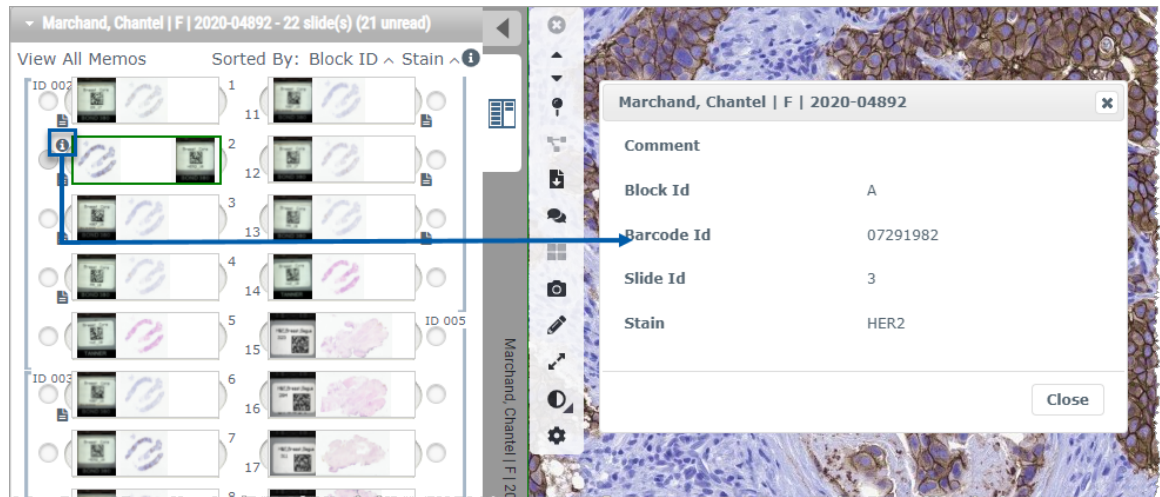 Marchand, Chantel | F | 2020-04892 - 22 slide(s) (21 unread)
View All Memos
Sorted By: Block ID ^ Stain ^
ID 002
1
11
2
12
3
13
4
14
5
15
ID 005
ID 003
6
16
7
17
8
Marchand, Chantel | F | 20
Marchand, Chantel | F | 2020-04892
Comment
Block Id A
Barcode Id 07291982
Slide Id 3
Stain HER2
Close